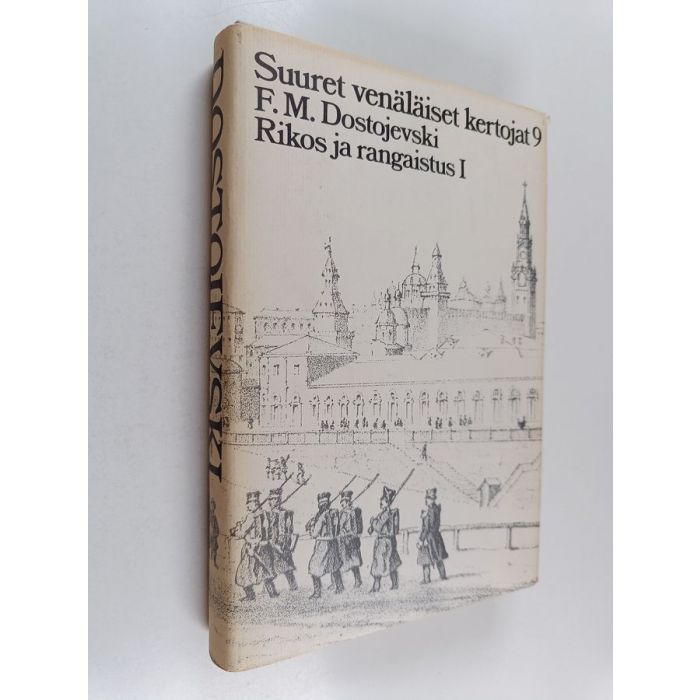 Suuret venäläiset kertojat 9
F. M. Dostojevski
Rikos ja rangaistus I
DOSTOJEVSKI